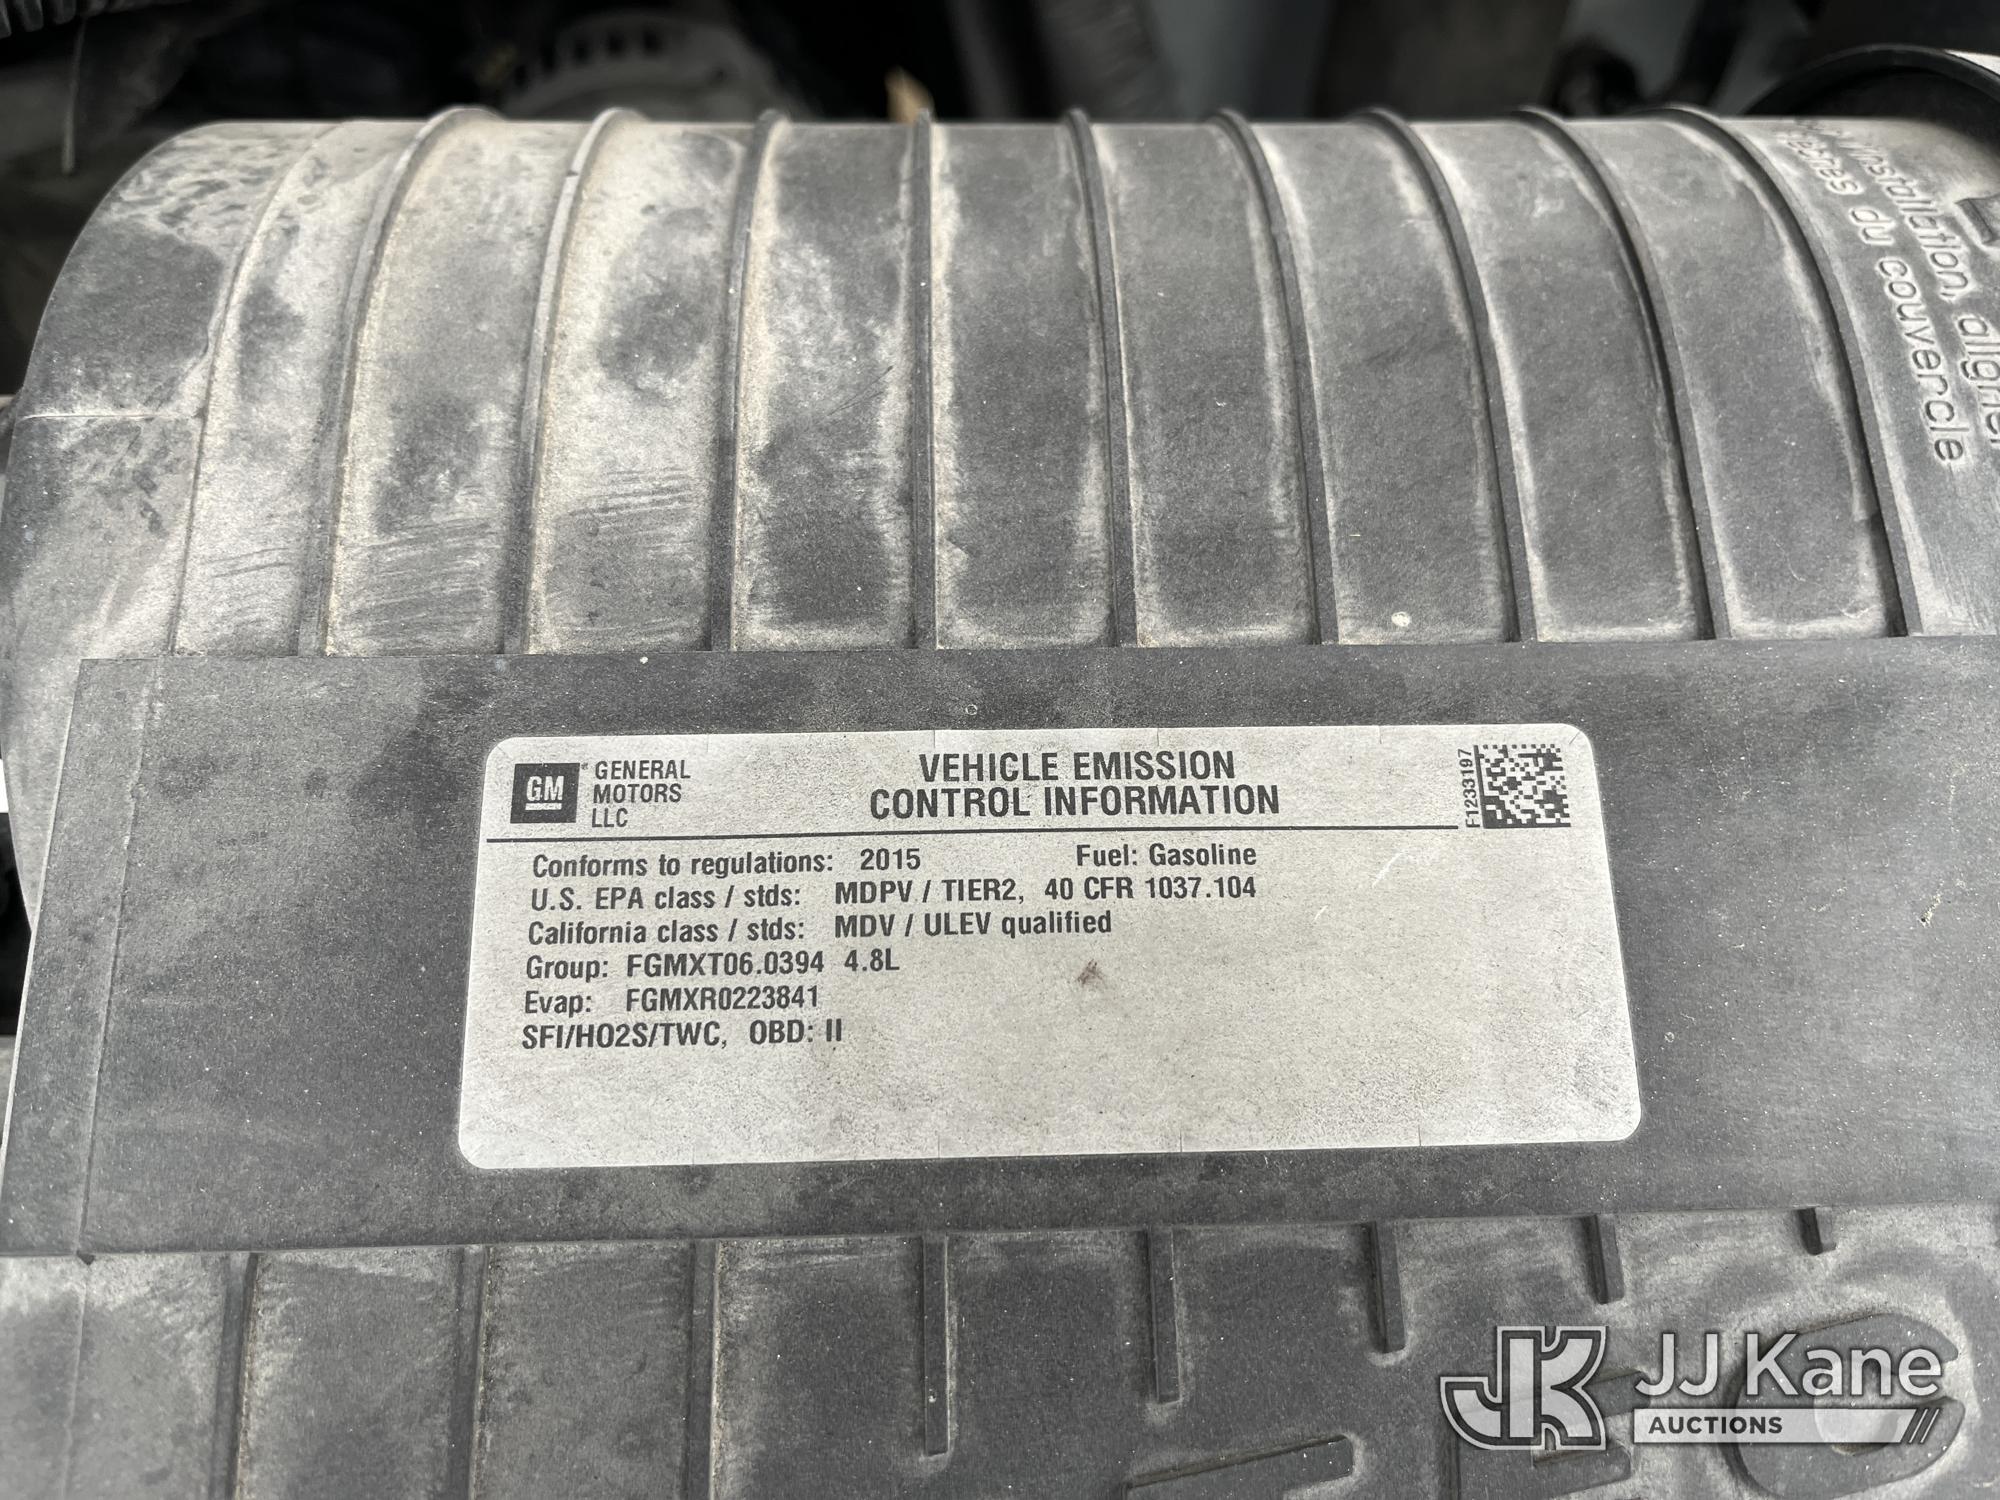 l'installation, aligner
flèches du couvercle
GM
GENERAL
MOTORS
LLC
VEHICLE EMISSION
CONTROL INFORMATION
F1233197
Conforms to regulations: 2015 Fuel: Gasoline
U.S. EPA class / stds: MDPV / TIER2, 40 CFR 1037.104
California class / stds: MDV / ULEV qualified
Group: FGMXT06.0394 4.8L
Evap: FGMXR0223841
SFI/HO2S/TWC, OBD: II
JK
JJ Kane
AUCTIONS